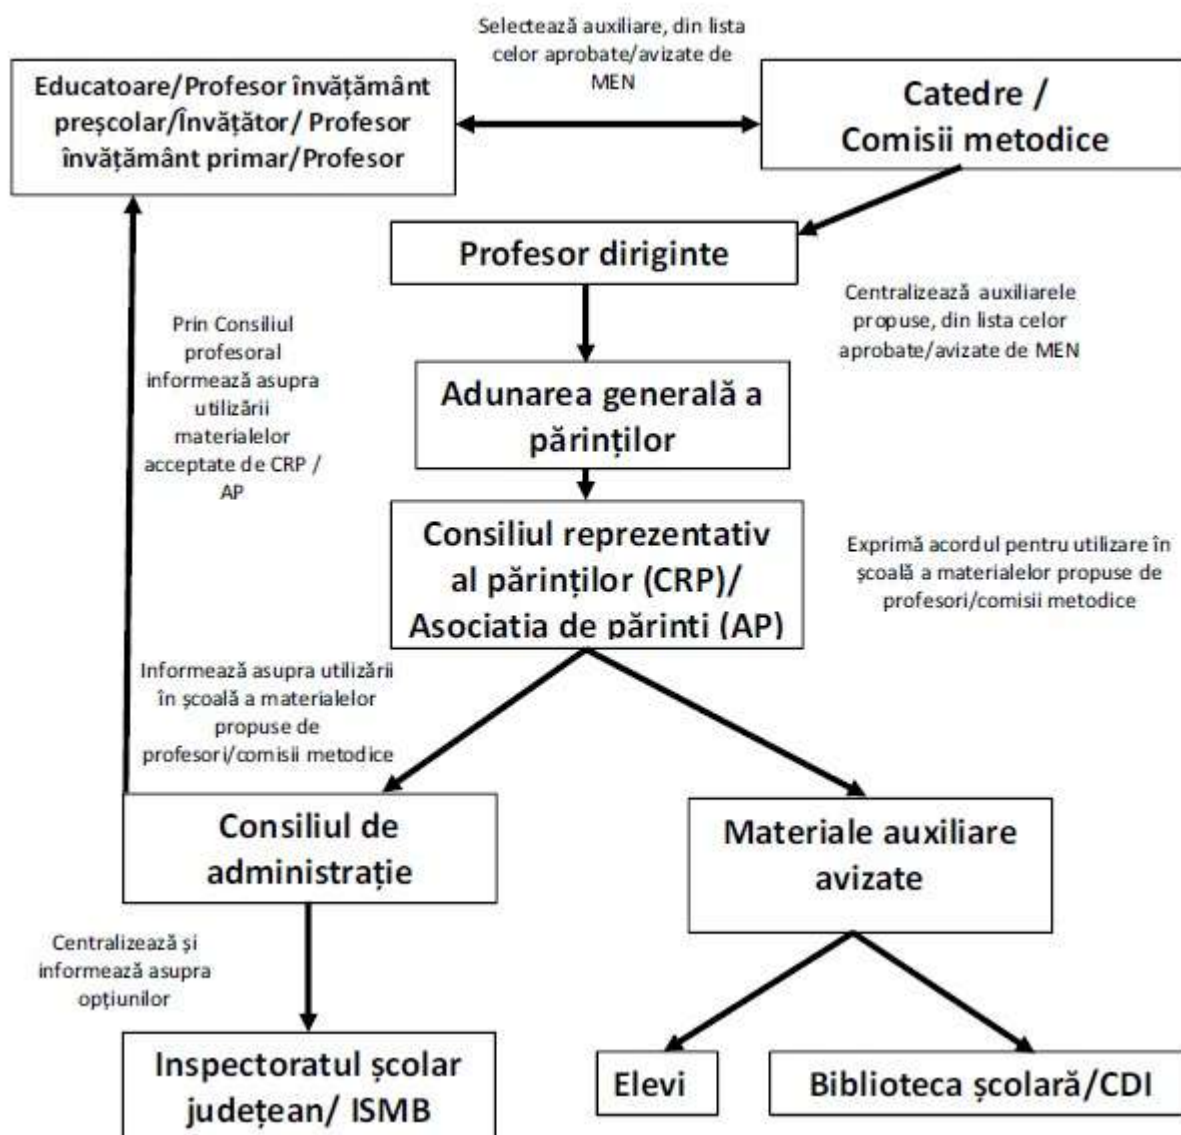 Selectează auxiliare, din lista
celor aprobate/avizate de
MEN
Educatoare/Profesor învățământ
preșcolar/Învățător/ Profesor
învățământ primar/Profesor
Catedre /
Comisii metodice
Profesor diriginte
Centralizează auxiliarele
propuse, din lista celor
aprobate/avizate de MEN
Prin Consiliul
profesoral
informează asupra
utilizării
materialelor
acceptate de CRP /
AP
Adunarea generală a
părinților
Consiliul reprezentativ
al părinților (CRP)/
Asociatia de părinti (AP)
Exprimă acordul pentru utilizare în
școală a materialelor propuse de
profesori/comisii metodice
Informează asupra utilizării
în școală a materialelor
propuse de
profesori/comisii metodice
Consiliul de
administrație
Materiale auxiliare
avizate
Centralizează și
informează asupra
opțiunilor
Inspectoratul școlar
județean/ ISMB
Elevi
Biblioteca școlară/CDI